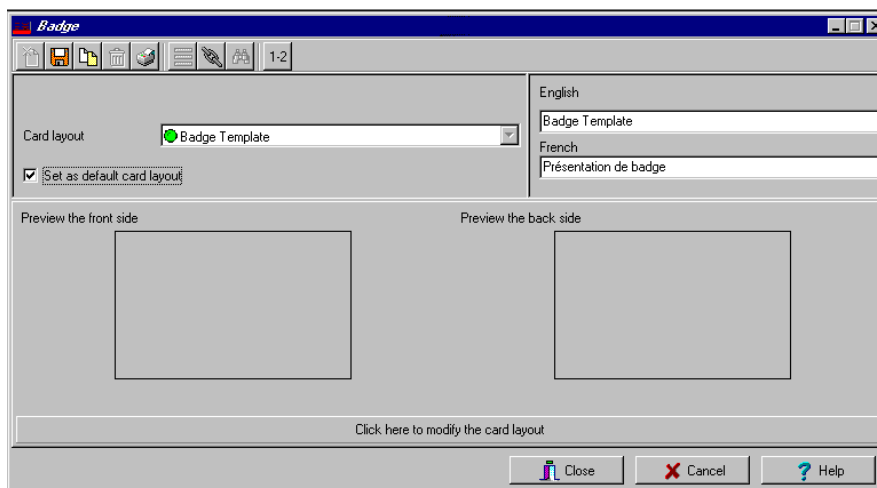 Badge
1-2
English
Badge Template
Card layout
Badge Template
French
Présentation de badge
Set as default card layout
Preview the front side
Preview the back side
Click here to modify the card layout
Close
Cancel
Help